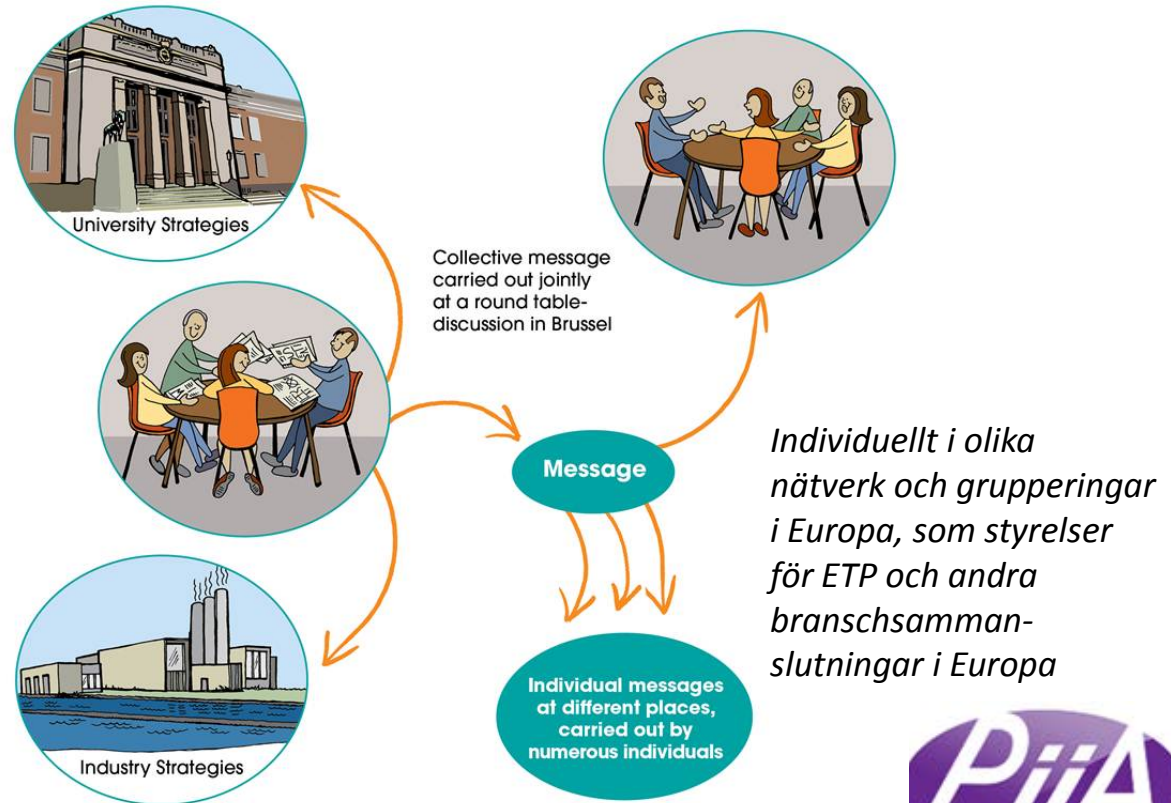 University Strategies
Collective message
carried out jointly
at a round table-
discussion in Brussel
Message
Individuellt i olika
nätverk och grupperingar
i Europa, som styrelser
för ETP och andra
branschsamman-
slutningar i Europa
Individual messages
at different places,
carried out by
numerous individuals
Industry Strategies
PiiA